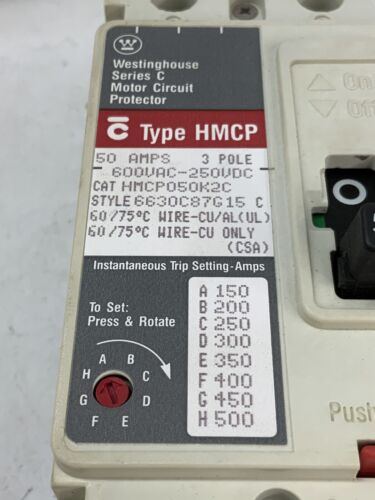 Westinghouse
Series C
Motor Circuit
Protector
C Type HMCP
50 AMPS 3 POLE
600VAC-250VDC
CAT HMCP050K2C
STYLE 6630C87G15 C
60/75°C WIRE-CU/AL(UL)
60/75°C WIRE-CU ONLY
(CSA)
Instantaneous Trip Setting-Amps
To Set:
Press & Rotate
A B C D E F G H
A 150
B 200
C 250
D 300
E 350
F 400
G 450
H 500
On
Off
O
Push